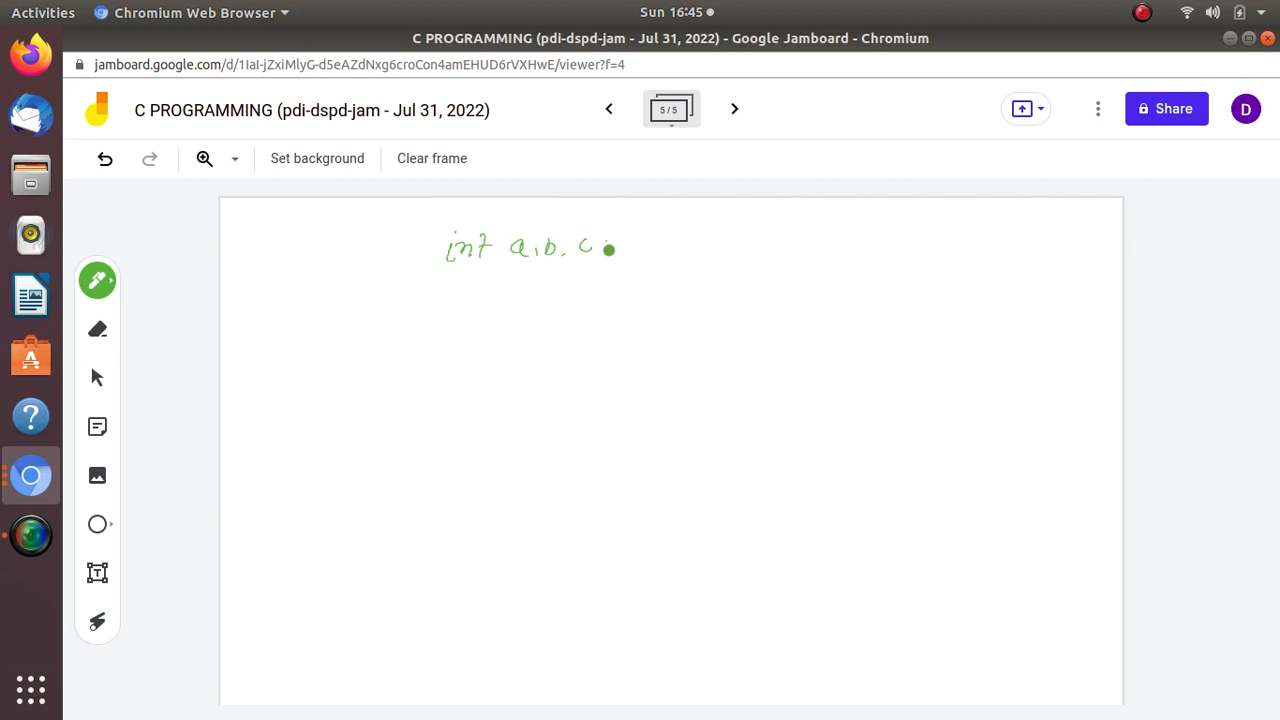 Activities Chromium Web Browser Sun 16:45
C PROGRAMMING (pdi-dspd-jam - Jul 31, 2022) - Google Jamboard - Chromium
jamboard.google.com/d/1IaI-jZxiMlyG-d5eAZdNxg6croCon4amEHUD6rVXHwE/viewer?f=4
C PROGRAMMING (pdi-dspd-jam - Jul 31, 2022) 5/5 Share D
Set background Clear frame
int a,b,c;